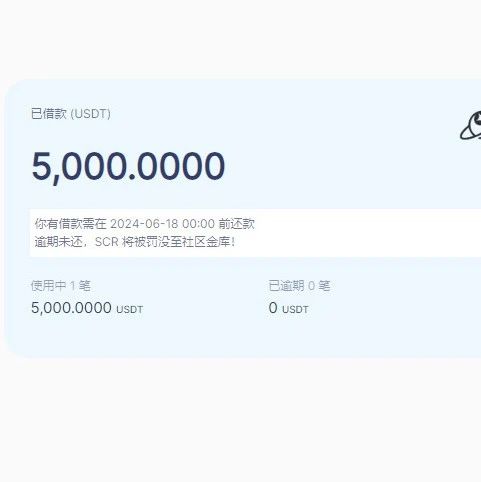 已借款 (USDT)
5,000.0000
你有借款需在 2024-06-18 00:00 前还款
逾期未还，SCR 将被罚没至社区金库！
使用中 1 笔
已逾期 0 笔
5,000.0000 USDT
0 USDT